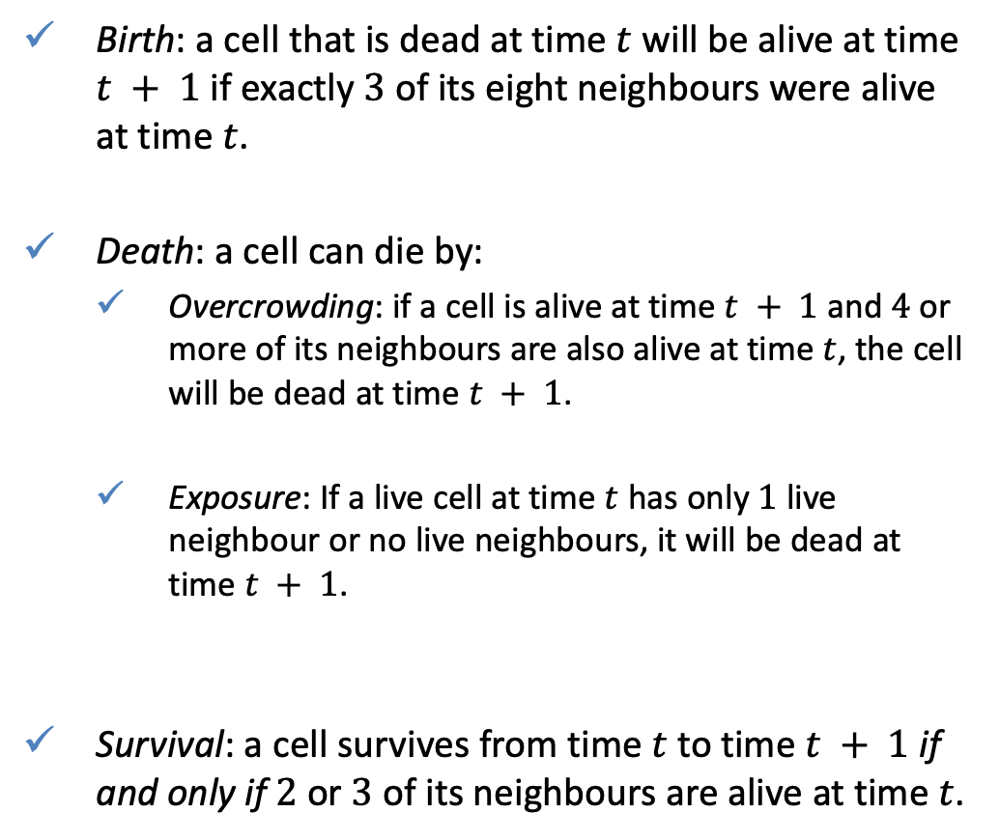 ✓ Birth: a cell that is dead at time t will be alive at time
t + 1 if exactly 3 of its eight neighbours were alive
at time t.
✓ Death: a cell can die by:
✓ Overcrowding: if a cell is alive at time t + 1 and 4 or
more of its neighbours are also alive at time t, the cell
will be dead at time t + 1.
✓ Exposure: If a live cell at time t has only 1 live
neighbour or no live neighbours, it will be dead at
time t + 1.
✓ Survival: a cell survives from time t to time t + 1 if
and only if 2 or 3 of its neighbours are alive at time t.